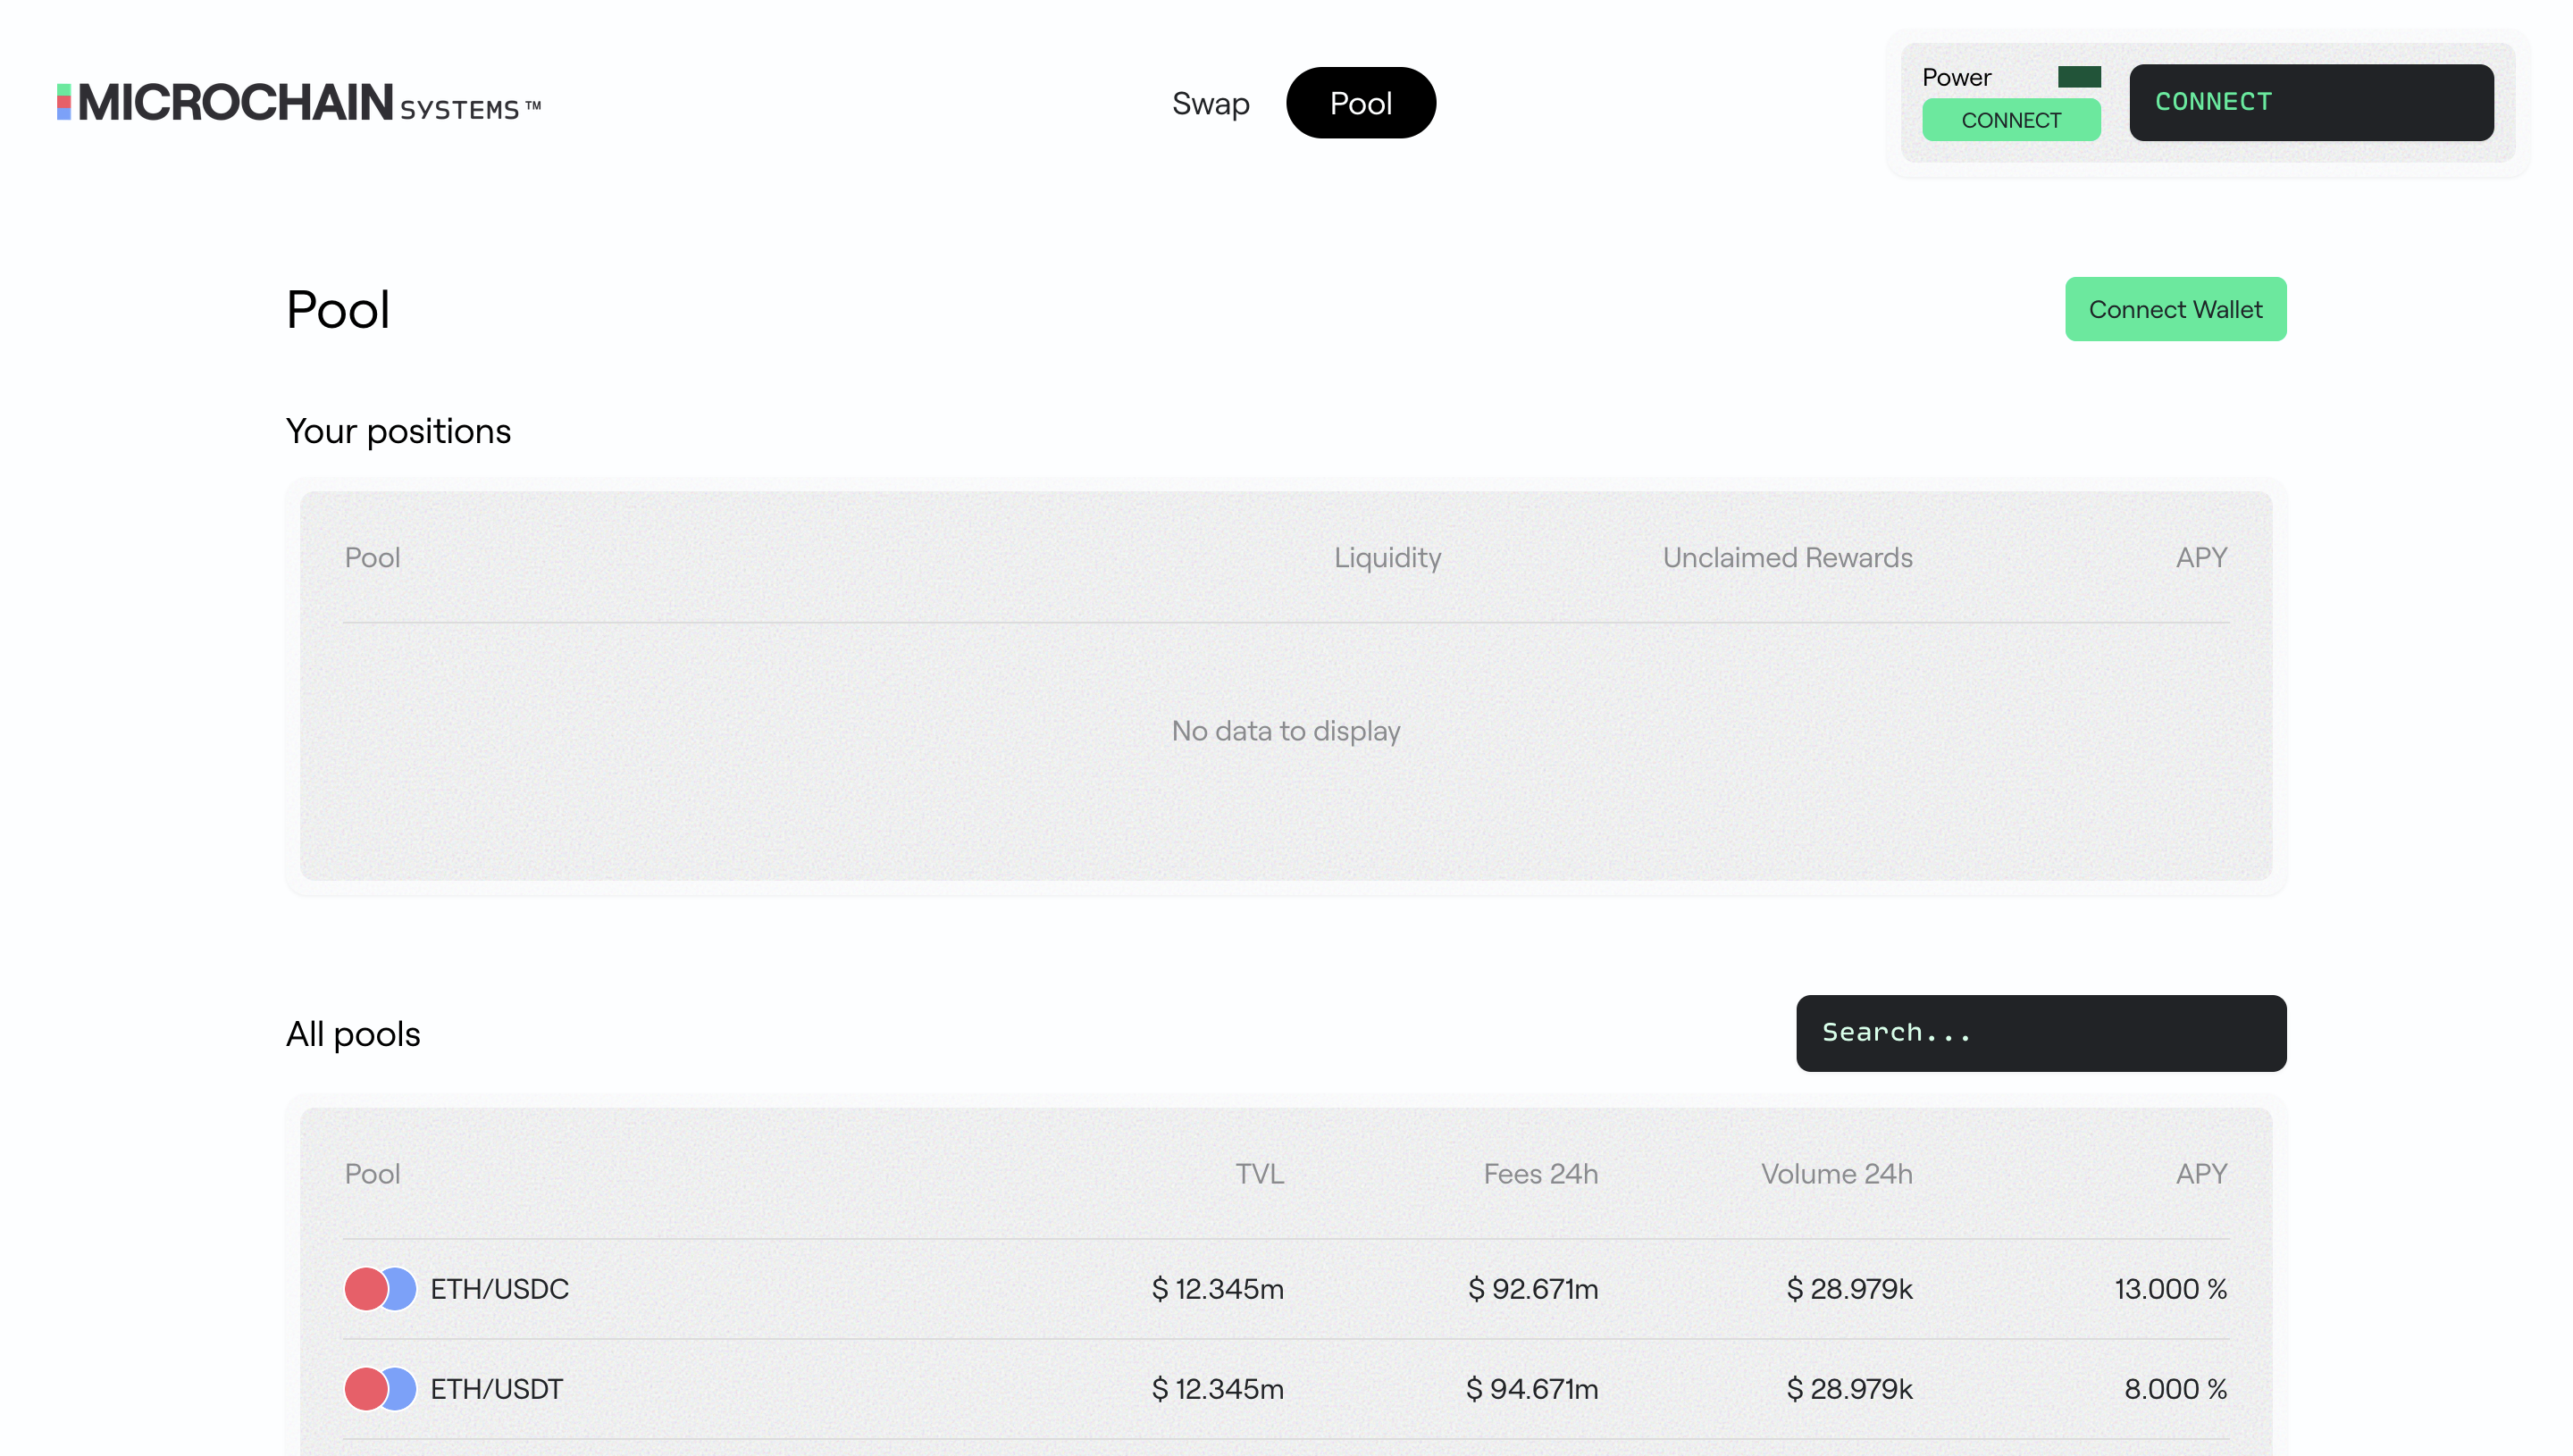 MICROCHAIN SYSTEMS™
Swap Pool
Power
CONNECT
CONNECT
Pool
Connect Wallet
Your positions
Pool Liquidity Unclaimed Rewards APY
No data to display
All pools
Search...
Pool TVL Fees 24h Volume 24h APY
ETH/USDC $ 12.345m $ 92.671m $ 28.979k 13.000 %
ETH/USDT $ 12.345m $ 94.671m $ 28.979k 8.000 %